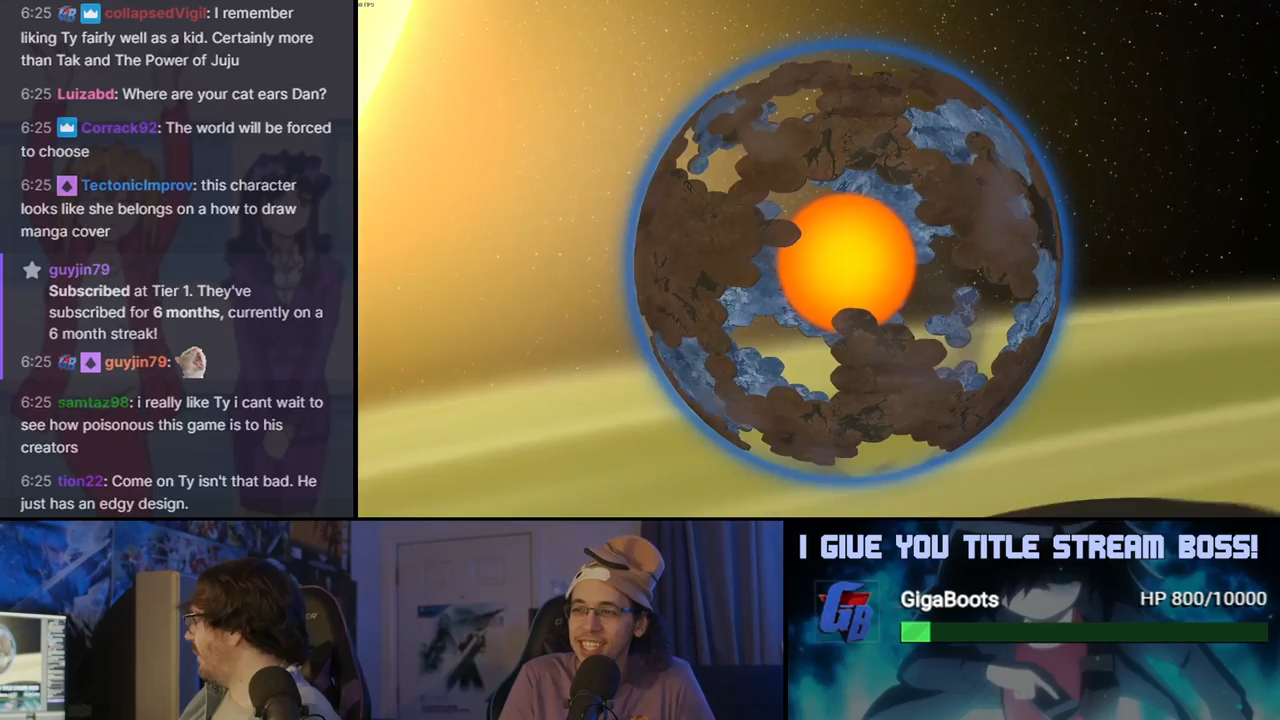 6:25 collapsedVigil: I remember
liking Ty fairly well as a kid. Certainly more
than Tak and The Power of Juju
6:25 Luizabd: Where are your cat ears Dan?
6:25 Corrack92: The world will be forced
to choose
6:25 TectonicImprov: this character
looks like she belongs on a how to draw
manga cover
guyjin79
Subscribed at Tier 1. They've
subscribed for 6 months, currently on a
6 month streak!
6:25 guyjin79:
6:25 samtaz98: i really like Ty i cant wait to
see how poisonous this game is to his
creators
6:25 tion22: Come on Ty isn't that bad. He
just has an edgy design.
I GIVE YOU TITLE STREAM BOSS!
GB
GigaBoots
HP 800/10000